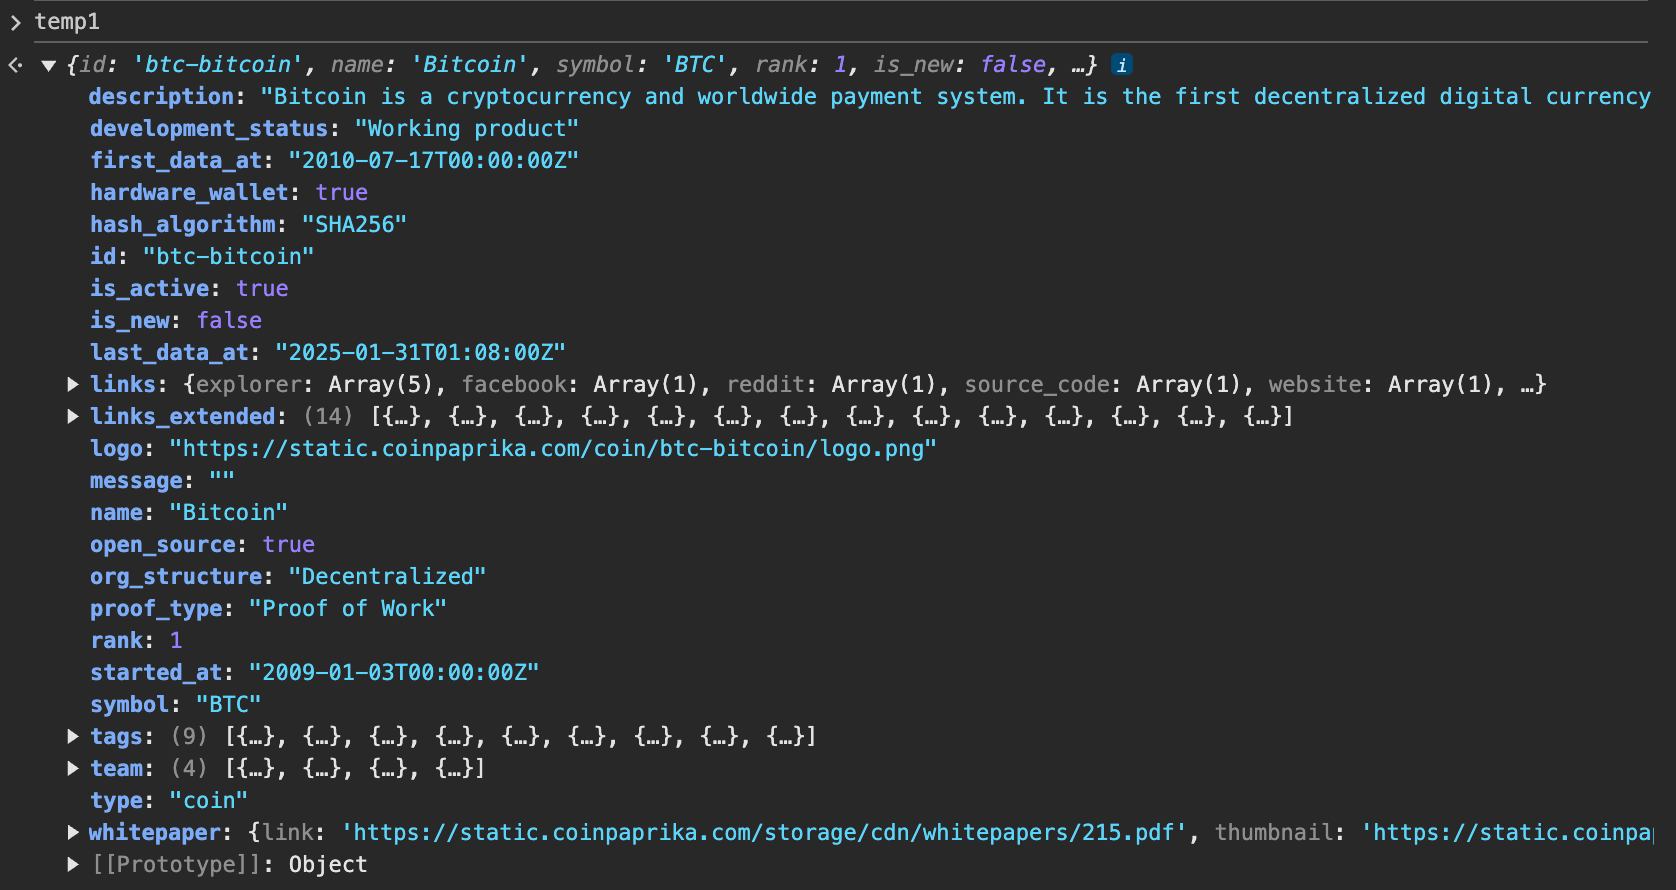 > temp1
{id: 'btc-bitcoin', name: 'Bitcoin', symbol: 'BTC', rank: 1, is_new: false, …} i
description: "Bitcoin is a cryptocurrency and worldwide payment system. It is the first decentralized digital currency
development_status: "Working product"
first_data_at: "2010-07-17T00:00:00Z"
hardware_wallet: true
hash_algorithm: "SHA256"
id: "btc-bitcoin"
is_active: true
is_new: false
last_data_at: "2025-01-31T01:08:00Z"
links: {explorer: Array(5), facebook: Array(1), reddit: Array(1), source_code: Array(1), website: Array(1), …}
links_extended: (14) [{…}, {…}, {…}, {…}, {…}, {…}, {…}, {…}, {…}, {…}, {…}, {…}, {…}, {…}]
logo: "https://static.coinpaprika.com/coin/btc-bitcoin/logo.png"
message: ""
name: "Bitcoin"
open_source: true
org_structure: "Decentralized"
proof_type: "Proof of Work"
rank: 1
started_at: "2009-01-03T00:00:00Z"
symbol: "BTC"
tags: (9) [{…}, {…}, {…}, {…}, {…}, {…}, {…}, {…}, {…}]
team: (4) [{…}, {…}, {…}, {…}]
type: "coin"
whitepaper: {link: 'https://static.coinpaprika.com/storage/cdn/whitepapers/215.pdf', thumbnail: 'https://static.coinpa
[[Prototype]]: Object